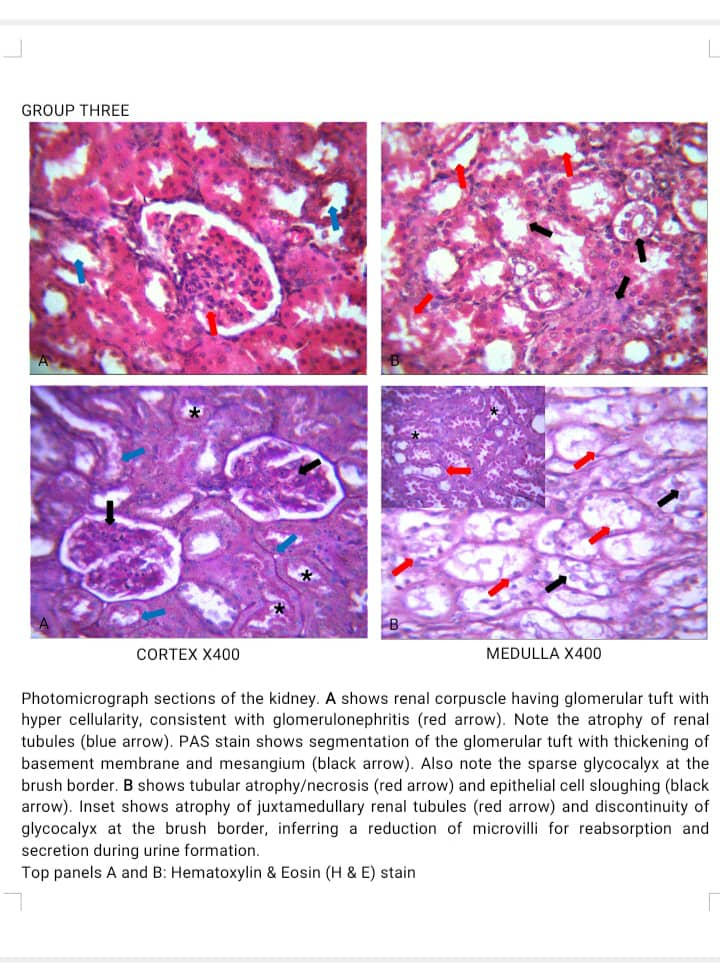 GROUP THREE
A
B
*
*
*
*
*
A
B
CORTEX X400
MEDULLA X400
Photomicrograph sections of the kidney. A shows renal corpuscle having glomerular tuft with
hyper cellularity, consistent with glomerulonephritis (red arrow). Note the atrophy of renal
tubules (blue arrow). PAS stain shows segmentation of the glomerular tuft with thickening of
basement membrane and mesangium (black arrow). Also note the sparse glycocalyx at the
brush border. B shows tubular atrophy/necrosis (red arrow) and epithelial cell sloughing (black
arrow). Inset shows atrophy of juxtamedullary renal tubules (red arrow) and discontinuity of
glycocalyx at the brush border, inferring a reduction of microvilli for reabsorption and
secretion during urine formation.
Top panels A and B: Hematoxylin & Eosin (H & E) stain